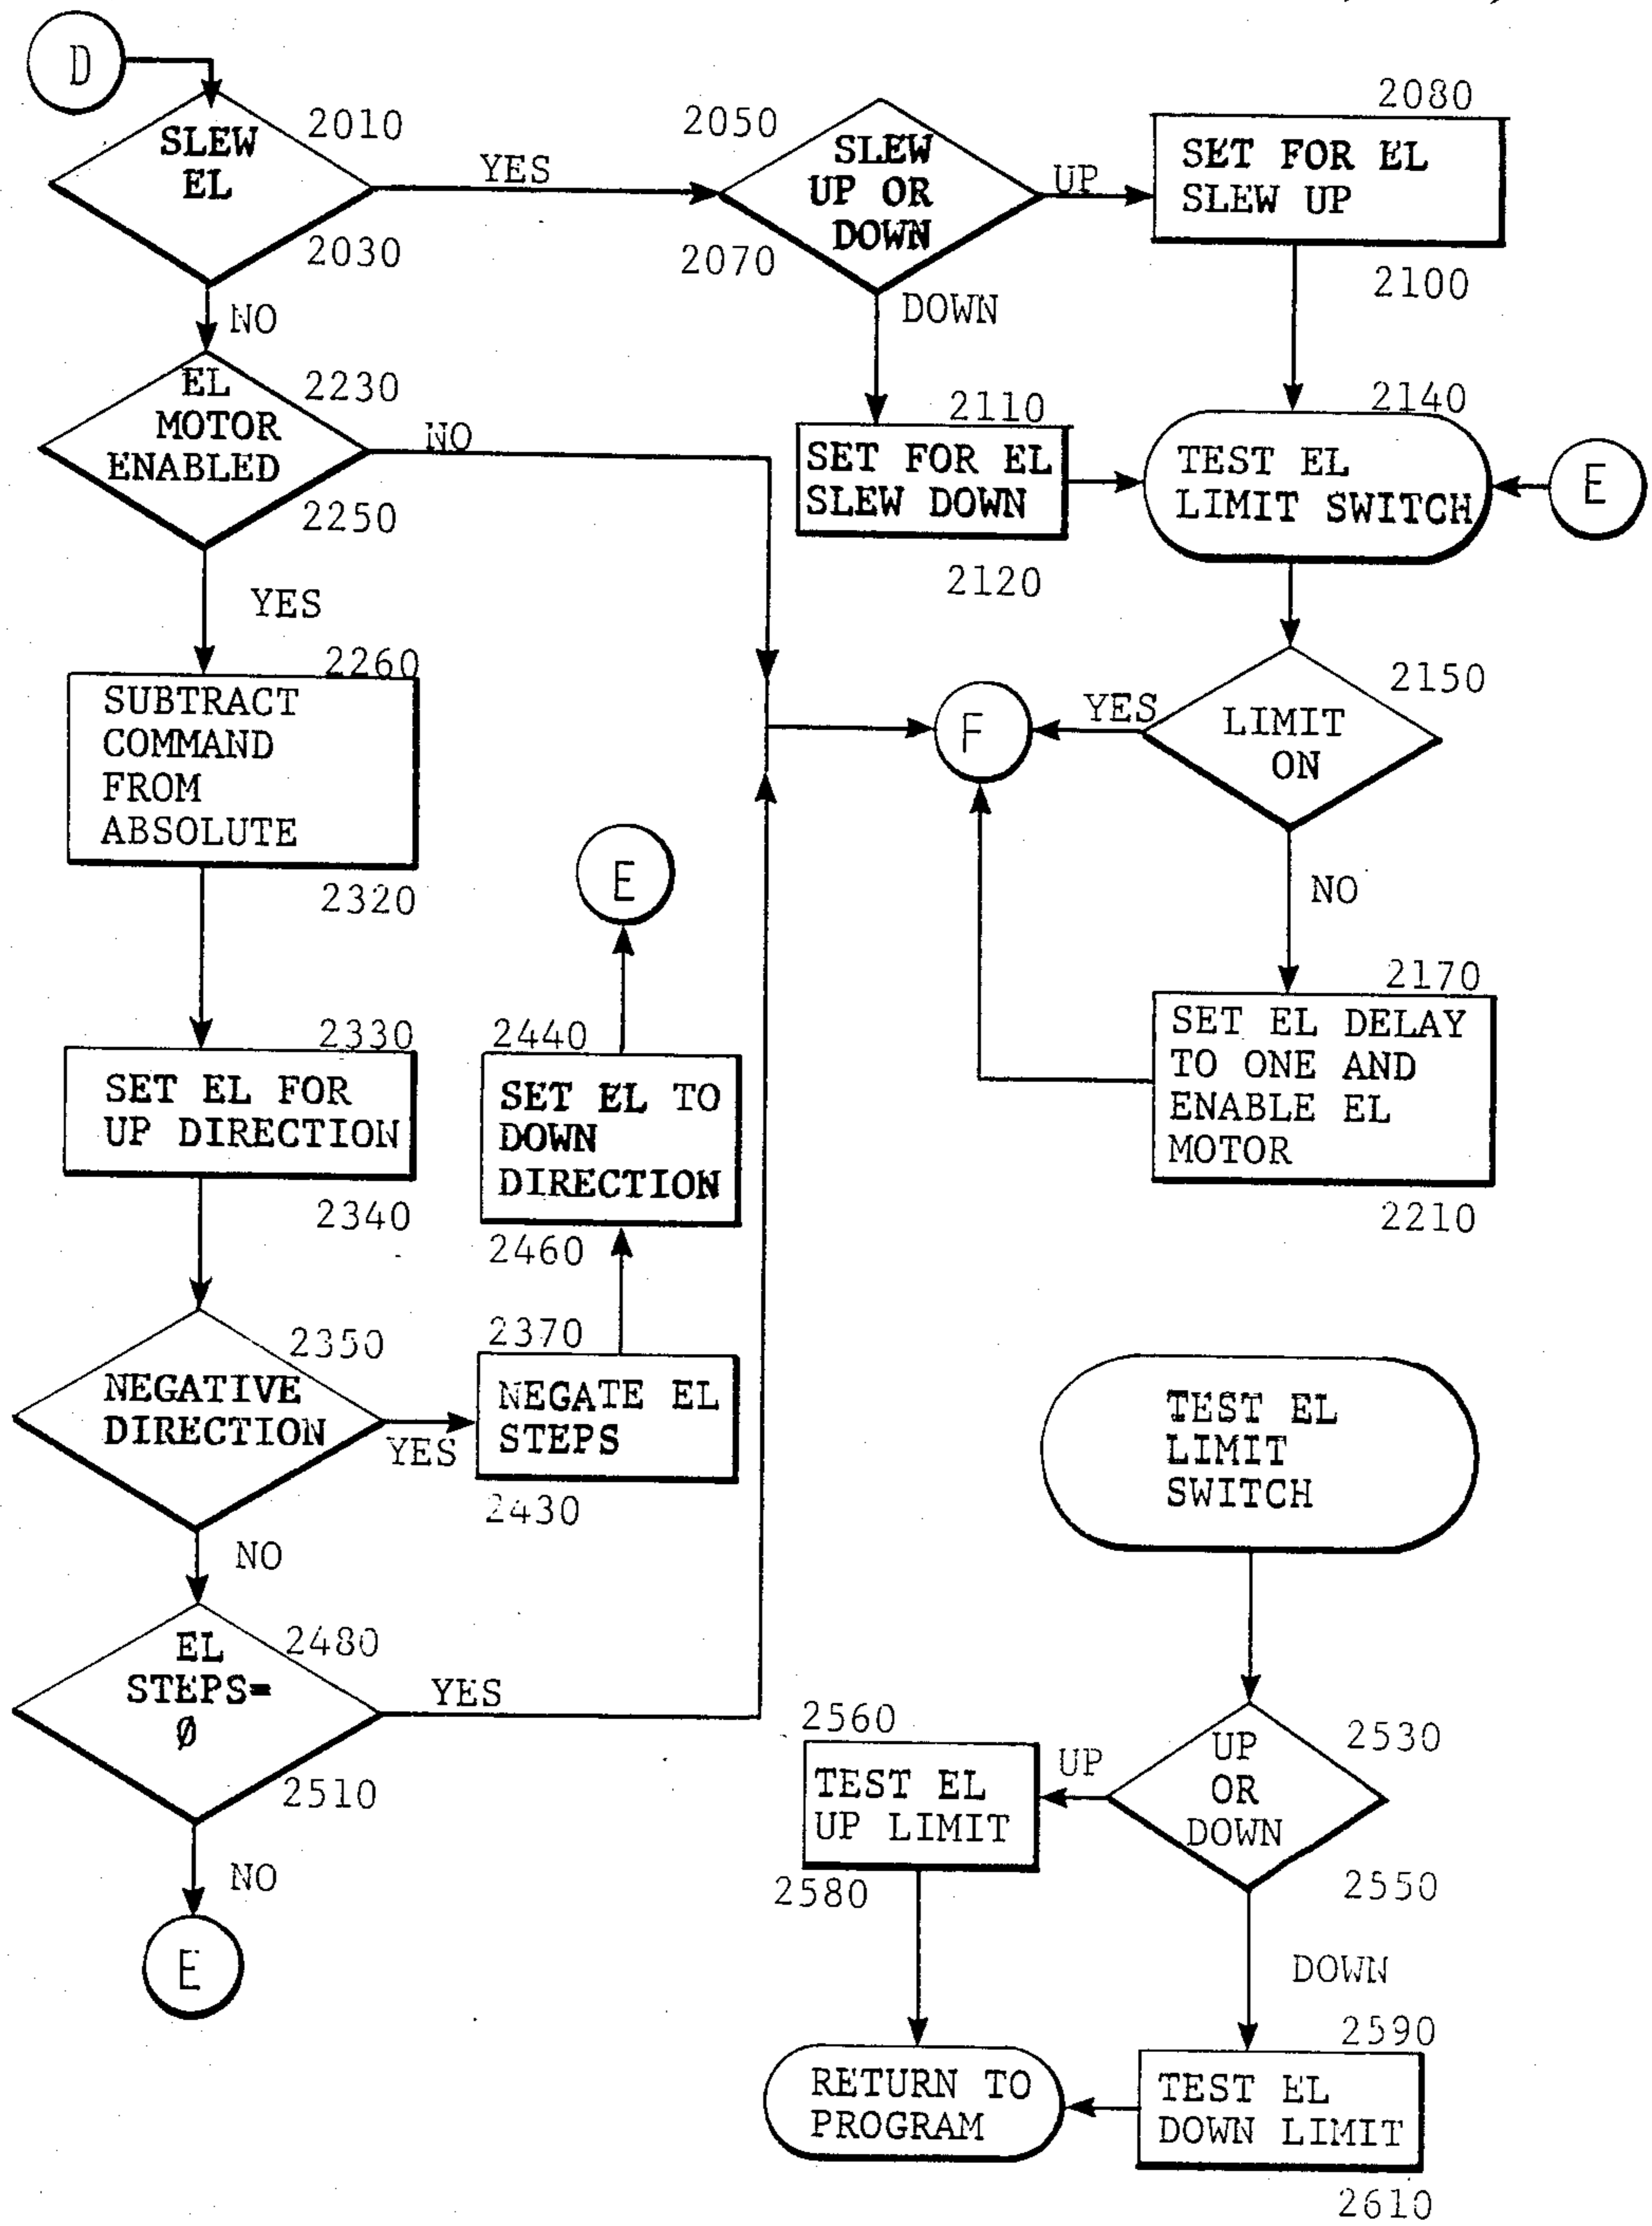 D
SLEW
EL
2010
2030
YES
2050
SLEW
UP OR
DOWN
2070
UP
2080
SET FOR EL
SLEW UP
2100
NO
DOWN
EL
MOTOR
ENABLED
2230
2250
NO
2110
SET FOR EL
SLEW DOWN
2120
2140
TEST EL
LIMIT SWITCH
E
YES
2260
SUBTRACT
COMMAND
FROM
ABSOLUTE
2320
F
YES
2150
LIMIT
ON
NO
E
2170
SET EL DELAY
TO ONE AND
ENABLE EL
MOTOR
2210
2330
SET EL FOR
UP DIRECTION
2340
2440
SET EL TO
DOWN
DIRECTION
2460
2350
NEGATIVE
DIRECTION
YES
2370
NEGATE EL
STEPS
2430
NO
EL
STEPS=
Ø
2480
2510
YES
NO
E
TEST EL
LIMIT
SWITCH
2530
UP
OR
DOWN
2550
UP
2560
TEST EL
UP LIMIT
2580
DOWN
2590
TEST EL
DOWN LIMIT
2610
RETURN TO
PROGRAM